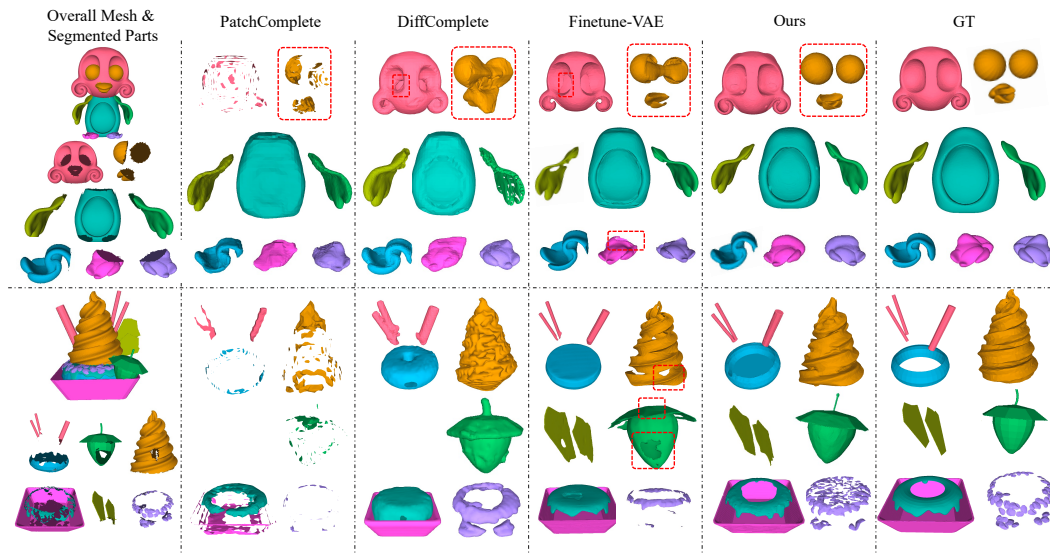 Overall Mesh &
Segmented Parts
PatchComplete
DiffComplete
Finetune-VAE
Ours
GT